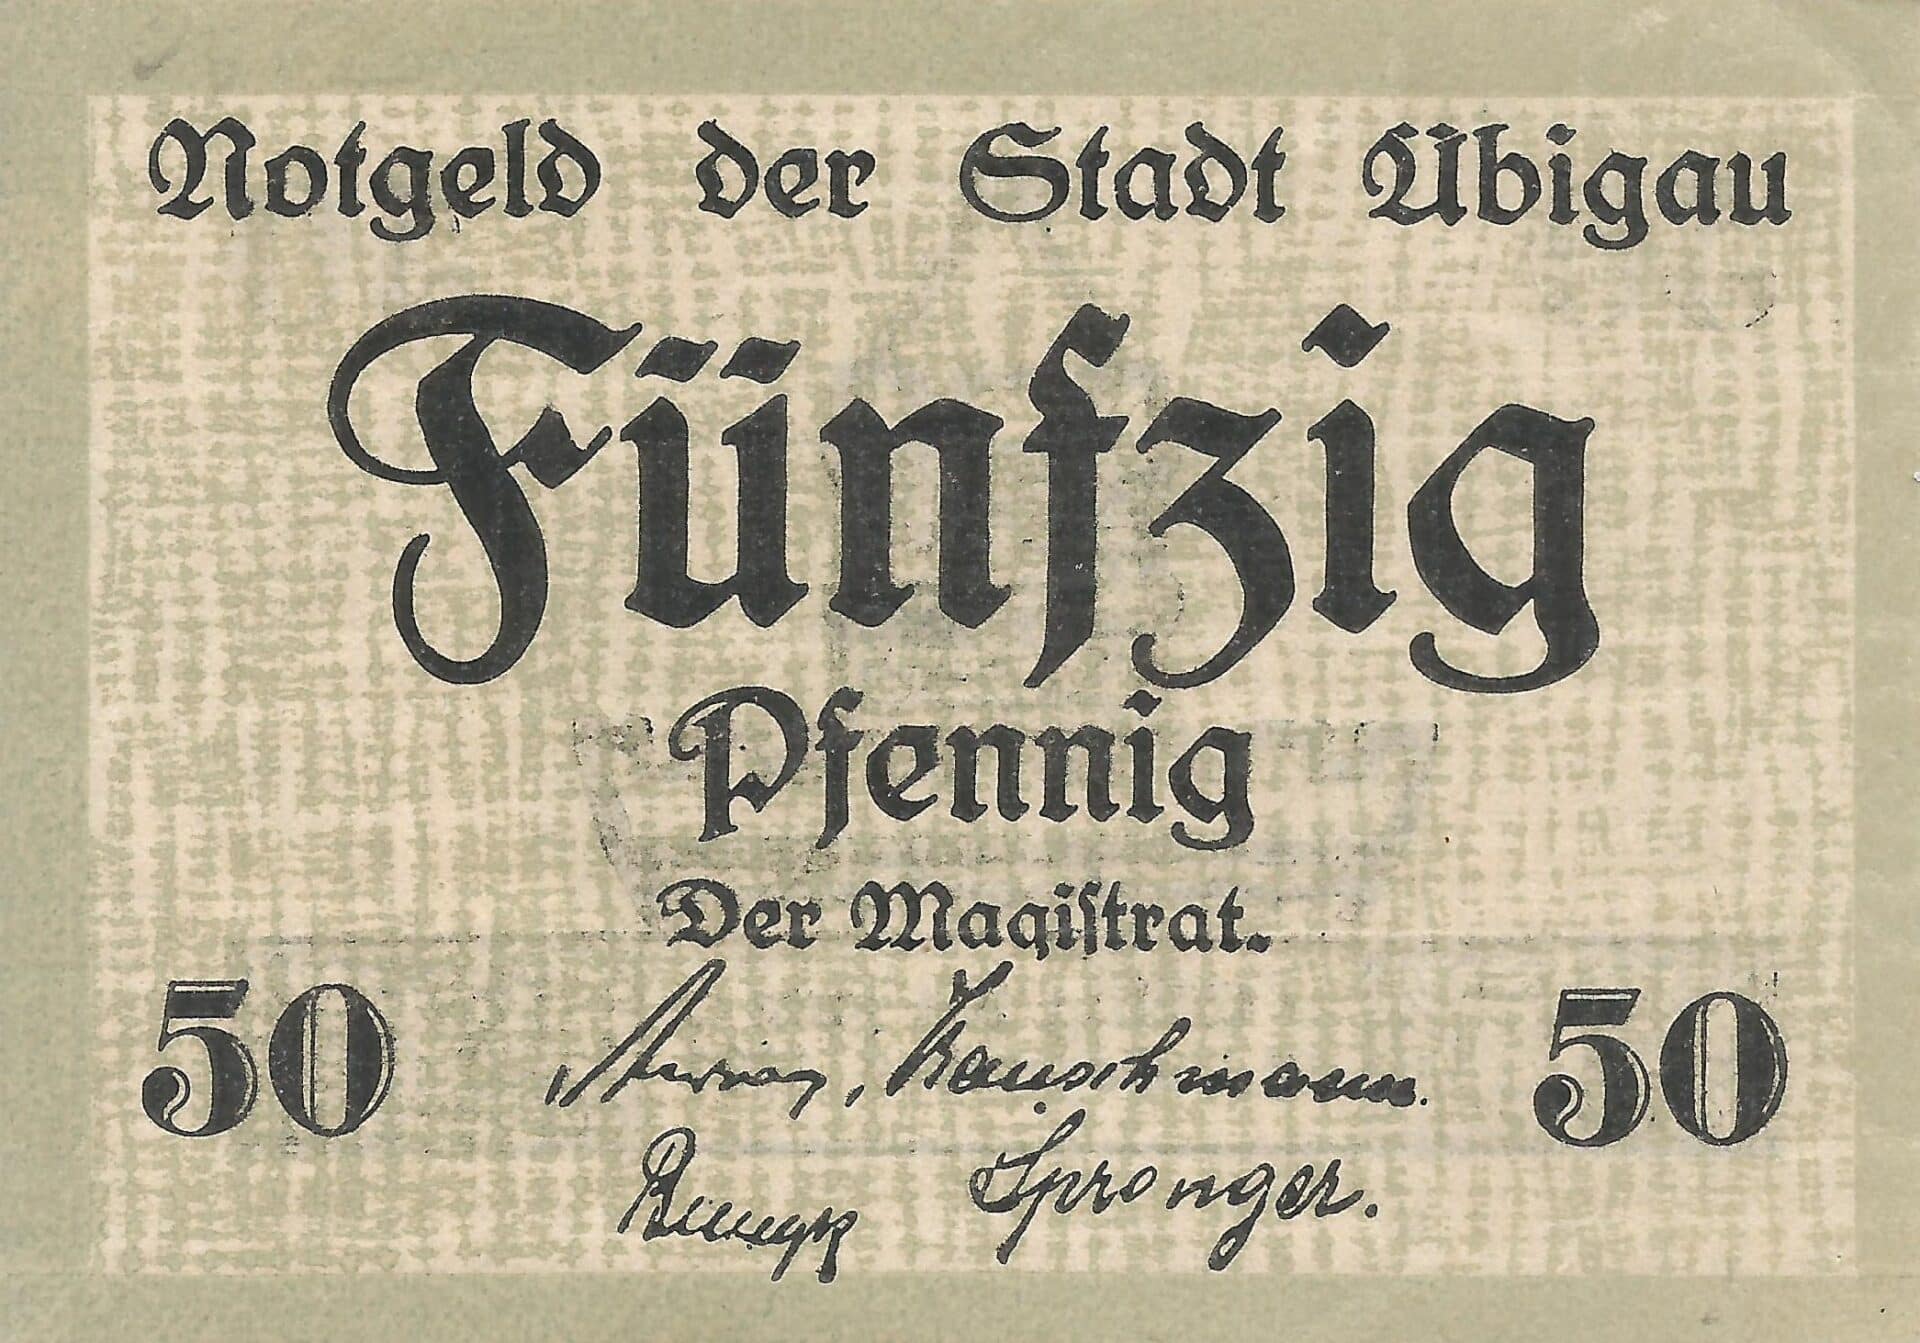 Notgeld der Stadt Übigau
Fünfzig
Pfennig
Der Magistrat.
50 50
Sprenger.